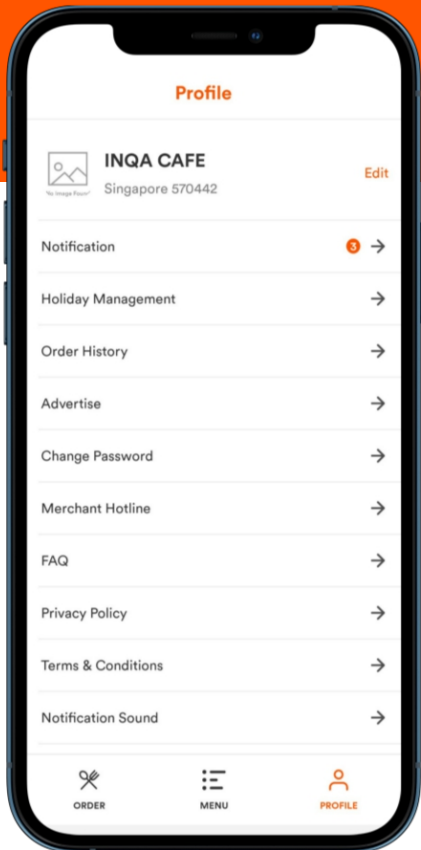 Profile
INQA CAFE
Singapore 570442
Edit
Notification
3
Holiday Management
Order History
Advertise
Change Password
Merchant Hotline
FAQ
Privacy Policy
Terms & Conditions
Notification Sound
ORDER
MENU
PROFILE